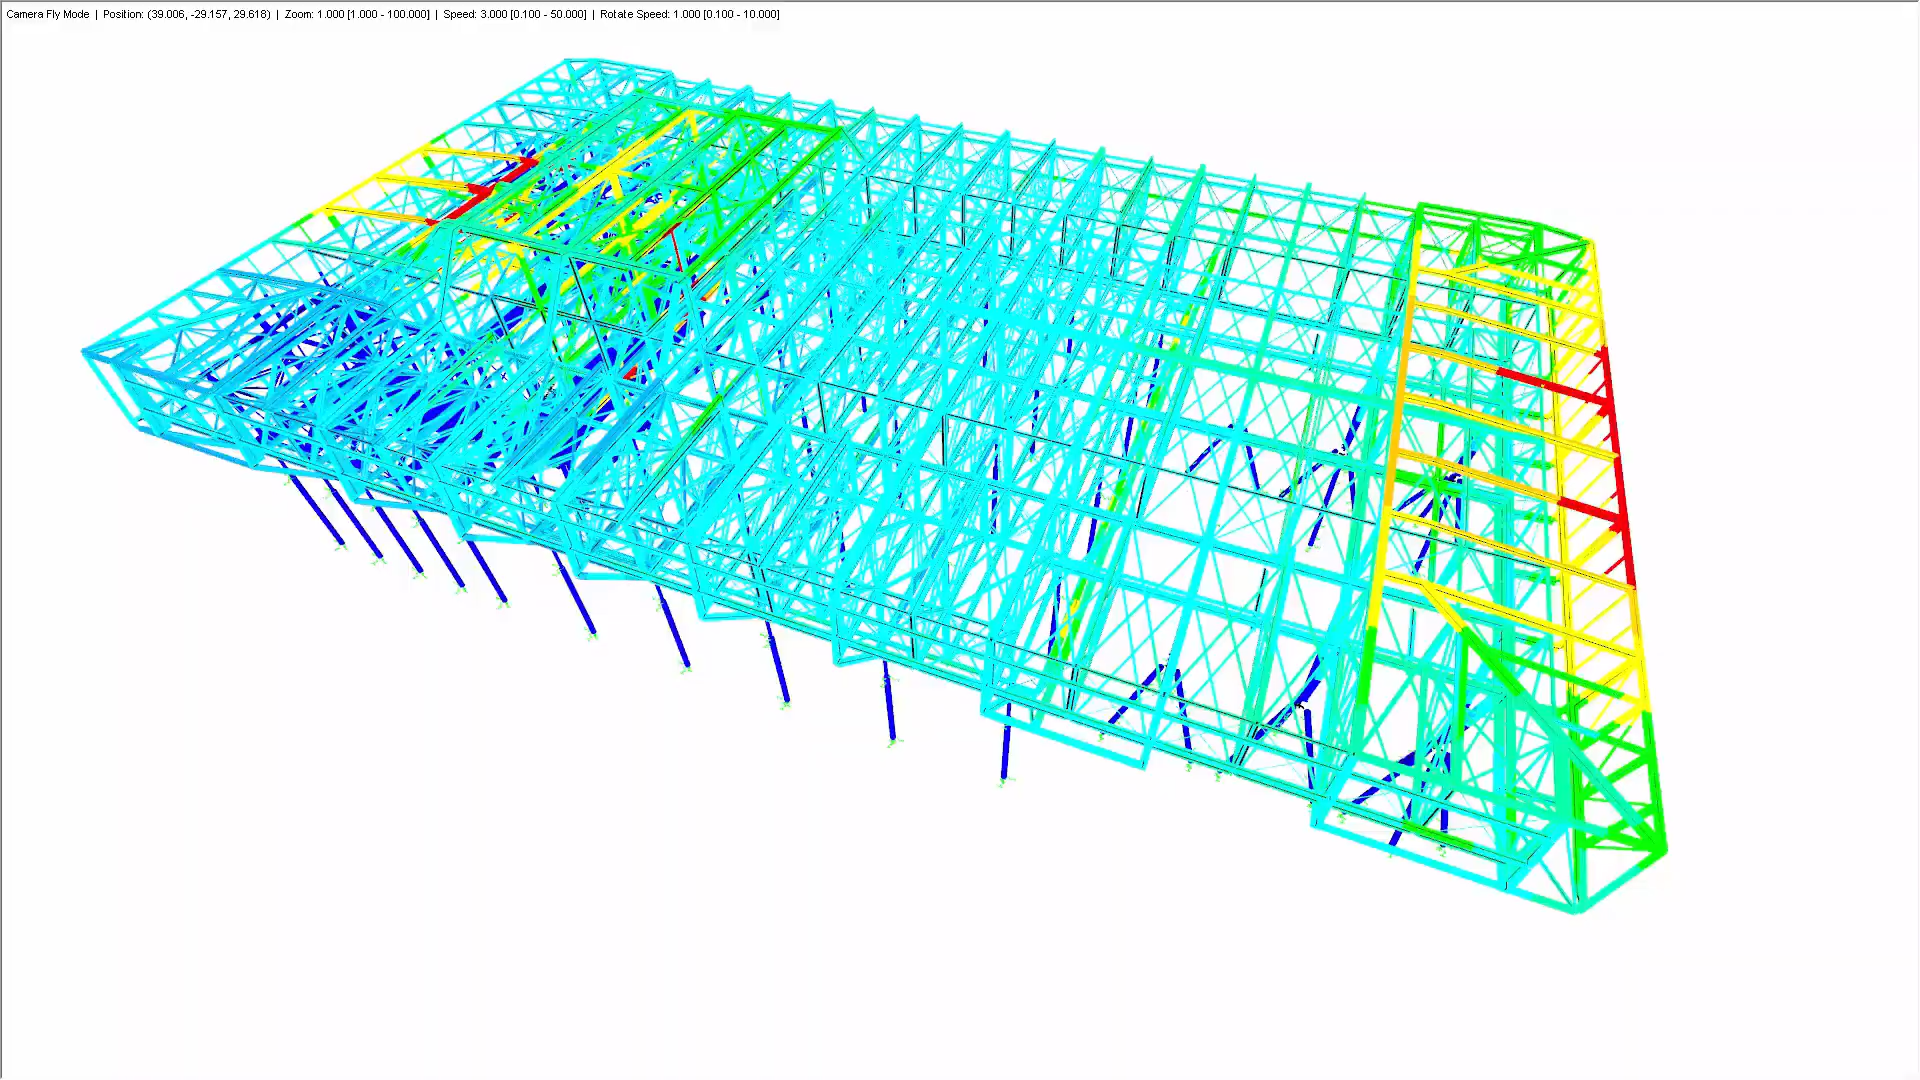 Camera Fly Mode | Position: (39.006, -29.157, 29.618) | Zoom: 1.000 [1.000 - 100.000] | Speed: 3.000 [0.100 - 50.000] | Rotate Speed: 1.000 [0.100 - 10.000]